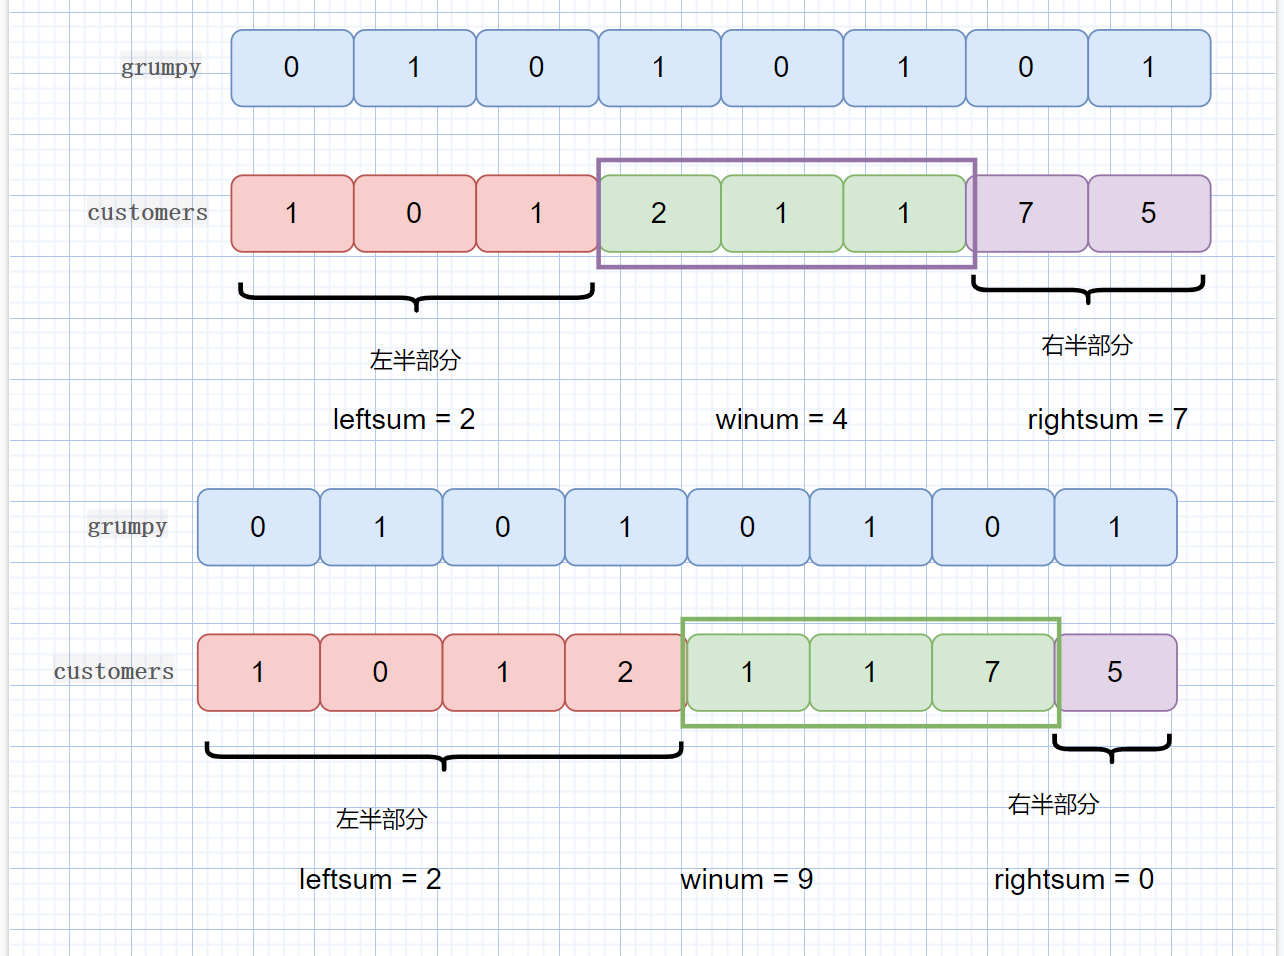 grumpy 0 1 0 1 0 1 0 1
customers 1 0 1 2 1 1 7 5
左半部分 右半部分
leftsum = 2 winum = 4 rightsum = 7
grumpy 0 1 0 1 0 1 0 1
customers 1 0 1 2 1 1 7 5
左半部分 右半部分
leftsum = 2 winum = 9 rightsum = 0